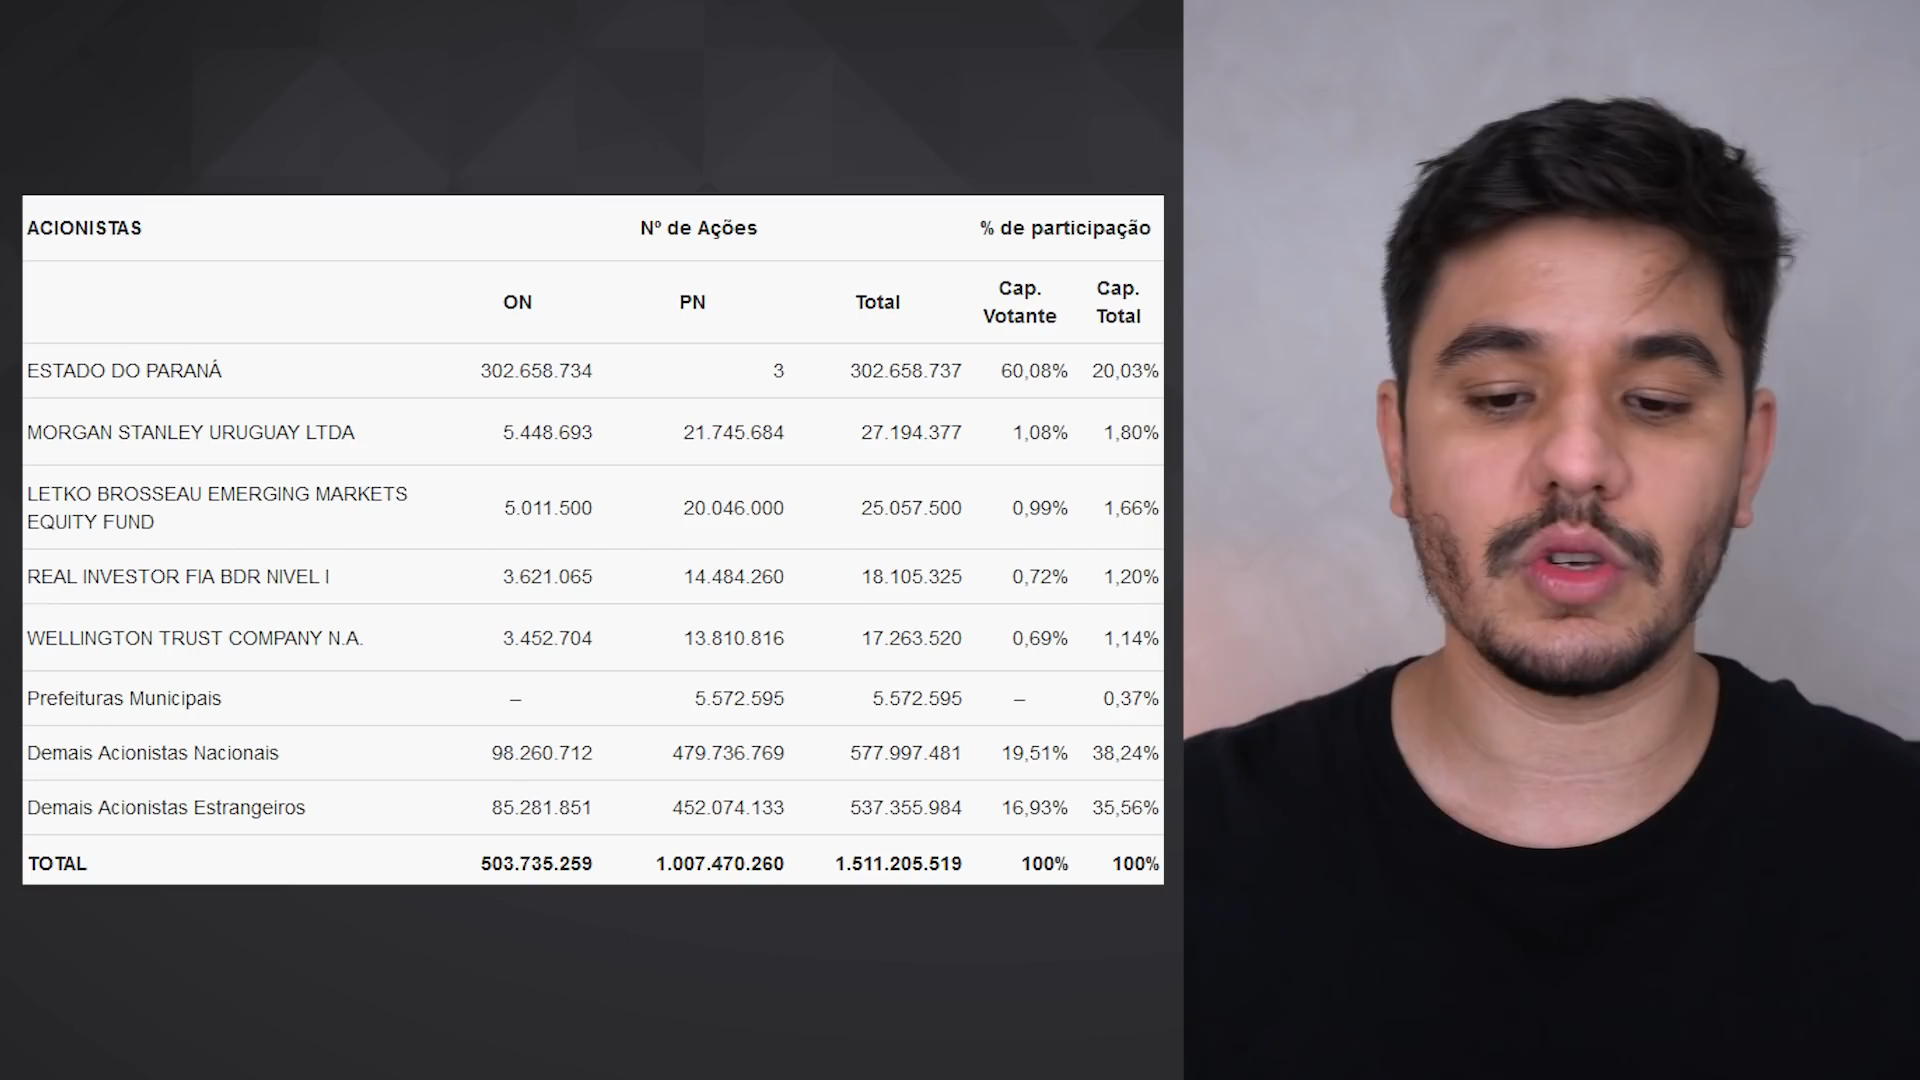 ACIONISTAS Nº de Ações % de participação
ON PN Total Cap. Votante Cap. Total
ESTADO DO PARANÁ 302.658.734 3 302.658.737 60,08% 20,03%
MORGAN STANLEY URUGUAY LTDA 5.448.693 21.745.684 27.194.377 1,08% 1,80%
LETKO BROSSEAU EMERGING MARKETS
EQUITY FUND 5.011.500 20.046.000 25.057.500 0,99% 1,66%
REAL INVESTOR FIA BDR NIVEL I 3.621.065 14.484.260 18.105.325 0,72% 1,20%
WELLINGTON TRUST COMPANY N.A. 3.452.704 13.810.816 17.263.520 0,69% 1,14%
Prefeituras Municipais – 5.572.595 5.572.595 – 0,37%
Demais Acionistas Nacionais 98.260.712 479.736.769 577.997.481 19,51% 38,24%
Demais Acionistas Estrangeiros 85.281.851 452.074.133 537.355.984 16,93% 35,56%
TOTAL 503.735.259 1.007.470.260 1.511.205.519 100% 100%